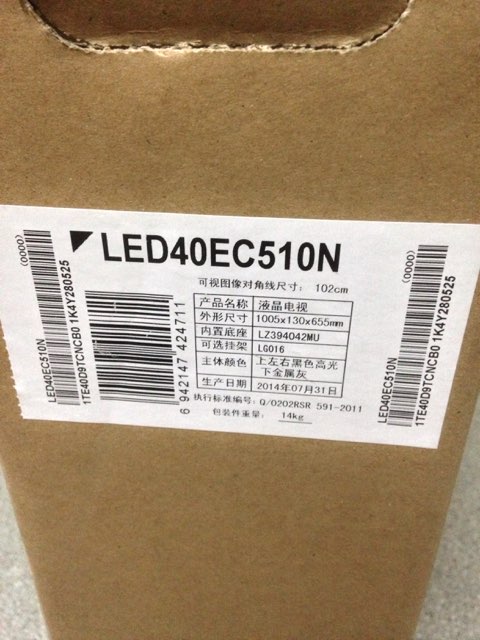 LED40EC510N
可视图像对角线尺寸: 102cm
产品名称 液晶电视
外形尺寸 1005x130x655mm
内置底座 LZ394042MU
可选挂架 LG016
主体颜色 上左右黑色高光
下金属灰
生产日期 2014年07月31日
执行标准编号: Q/0202RSR 591-2011
包装件重量: 14kg
6 942147 424711
(0000)
LED40EC510N
1TE40D9TCNCB0 1K4Y280525
(0000)
LED40EC510N
1TE40D9TCNCB0 1K4Y280525